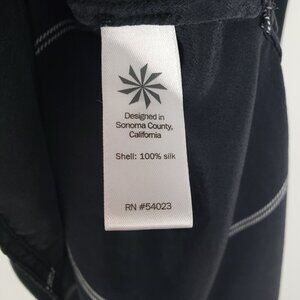 Designed in
Sonoma County,
California
Shell: 100% silk
RN #54023